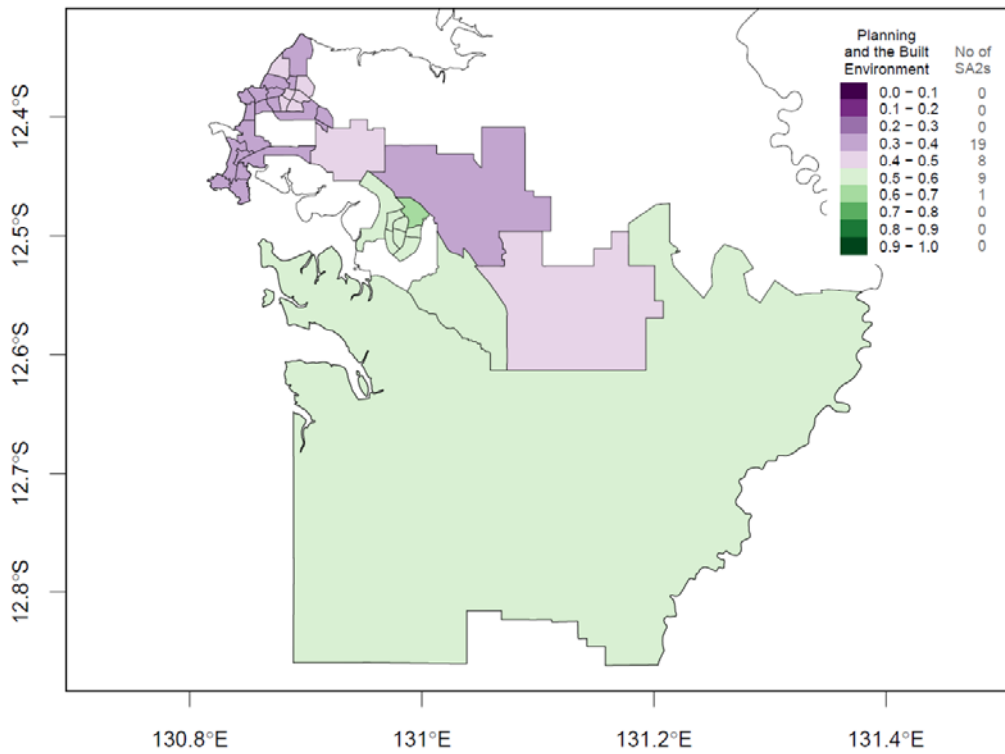 Planning
and the Built
Environment
No of
SA2s
0.0 – 0.1 0
0.1 – 0.2 0
0.2 – 0.3 0
0.3 – 0.4 19
0.4 – 0.5 8
0.5 – 0.6 9
0.6 – 0.7 1
0.7 – 0.8 0
0.8 – 0.9 0
0.9 – 1.0 0
12.4°S
12.5°S
12.6°S
12.7°S
12.8°S
130.8°E 131°E 131.2°E 131.4°E